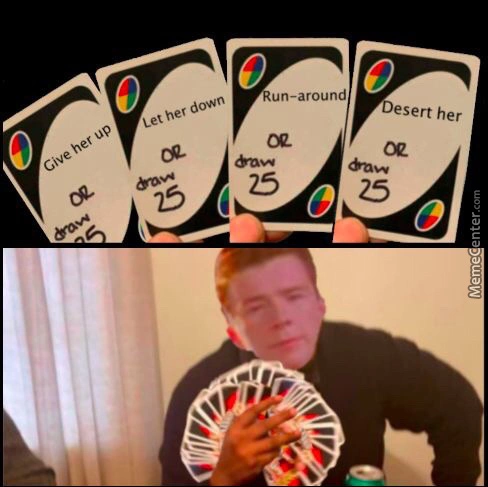 Give her up
OR
draw
25
Let her down
OR
draw
25
Run-around
OR
draw
25
Desert her
OR
draw
25
MemeCenter.com